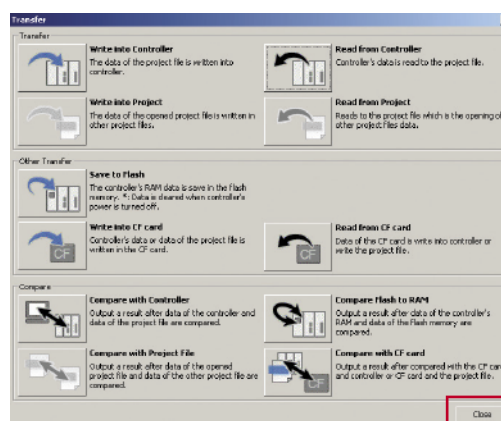 Transfer
Transfer
Write into Controller
The data of the project file is written into
controller.
Read from Controller
Controller's data is read to the project file.
Write into Project
The data of the opened project file is written in
other project files.
Read from Project
Reads to the project file which is the opening of
other project files data.
Other Transfer
Save to Flash
The controller's RAM data is save in the flash
memory. *: Data is cleared when controller's
power is turned off.
Write into CF card
Controller's data or data of the project file is
written in the CF card.
CF
Read from CF card
Data of the CF card is write into controller or
write the project file.
CF
Compare
Compare with Controller
Output a result after data of the controller and
data of the project file are compared.
Compare Flash to RAM
Output a result after data of the controller's
RAM and data of the Flash memory are
compared.
Compare with Project File
Output a result after data of the opened
project file and data of the other project file are
compared.
Compare with CF card
Output a result after compared with the CF car
and controller or CF card and the project file.
CF
Close